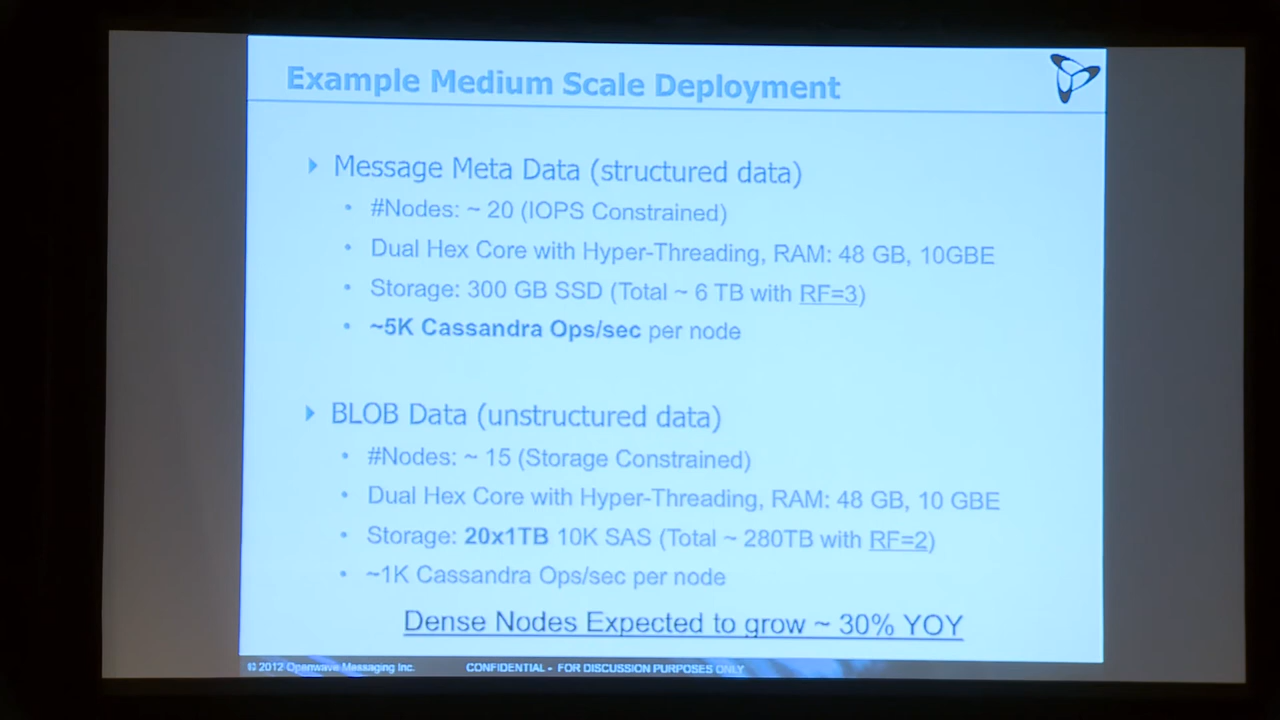 Example Medium Scale Deployment
Message Meta Data (structured data)
#Nodes: ~ 20 (IOPS Constrained)
Dual Hex Core with Hyper-Threading, RAM: 48 GB, 10GBE
Storage: 300 GB SSD (Total ~ 6 TB with RF=3)
~5K Cassandra Ops/sec per node
BLOB Data (unstructured data)
#Nodes: ~ 15 (Storage Constrained)
Dual Hex Core with Hyper-Threading, RAM: 48 GB, 10 GBE
Storage: 20x1TB 10K SAS (Total ~ 280TB with RF=2)
~1K Cassandra Ops/sec per node
Dense Nodes Expected to grow ~ 30% YOY
© 2012 Openwave Messaging Inc. CONFIDENTIAL - FOR DISCUSSION PURPOSES ONLY